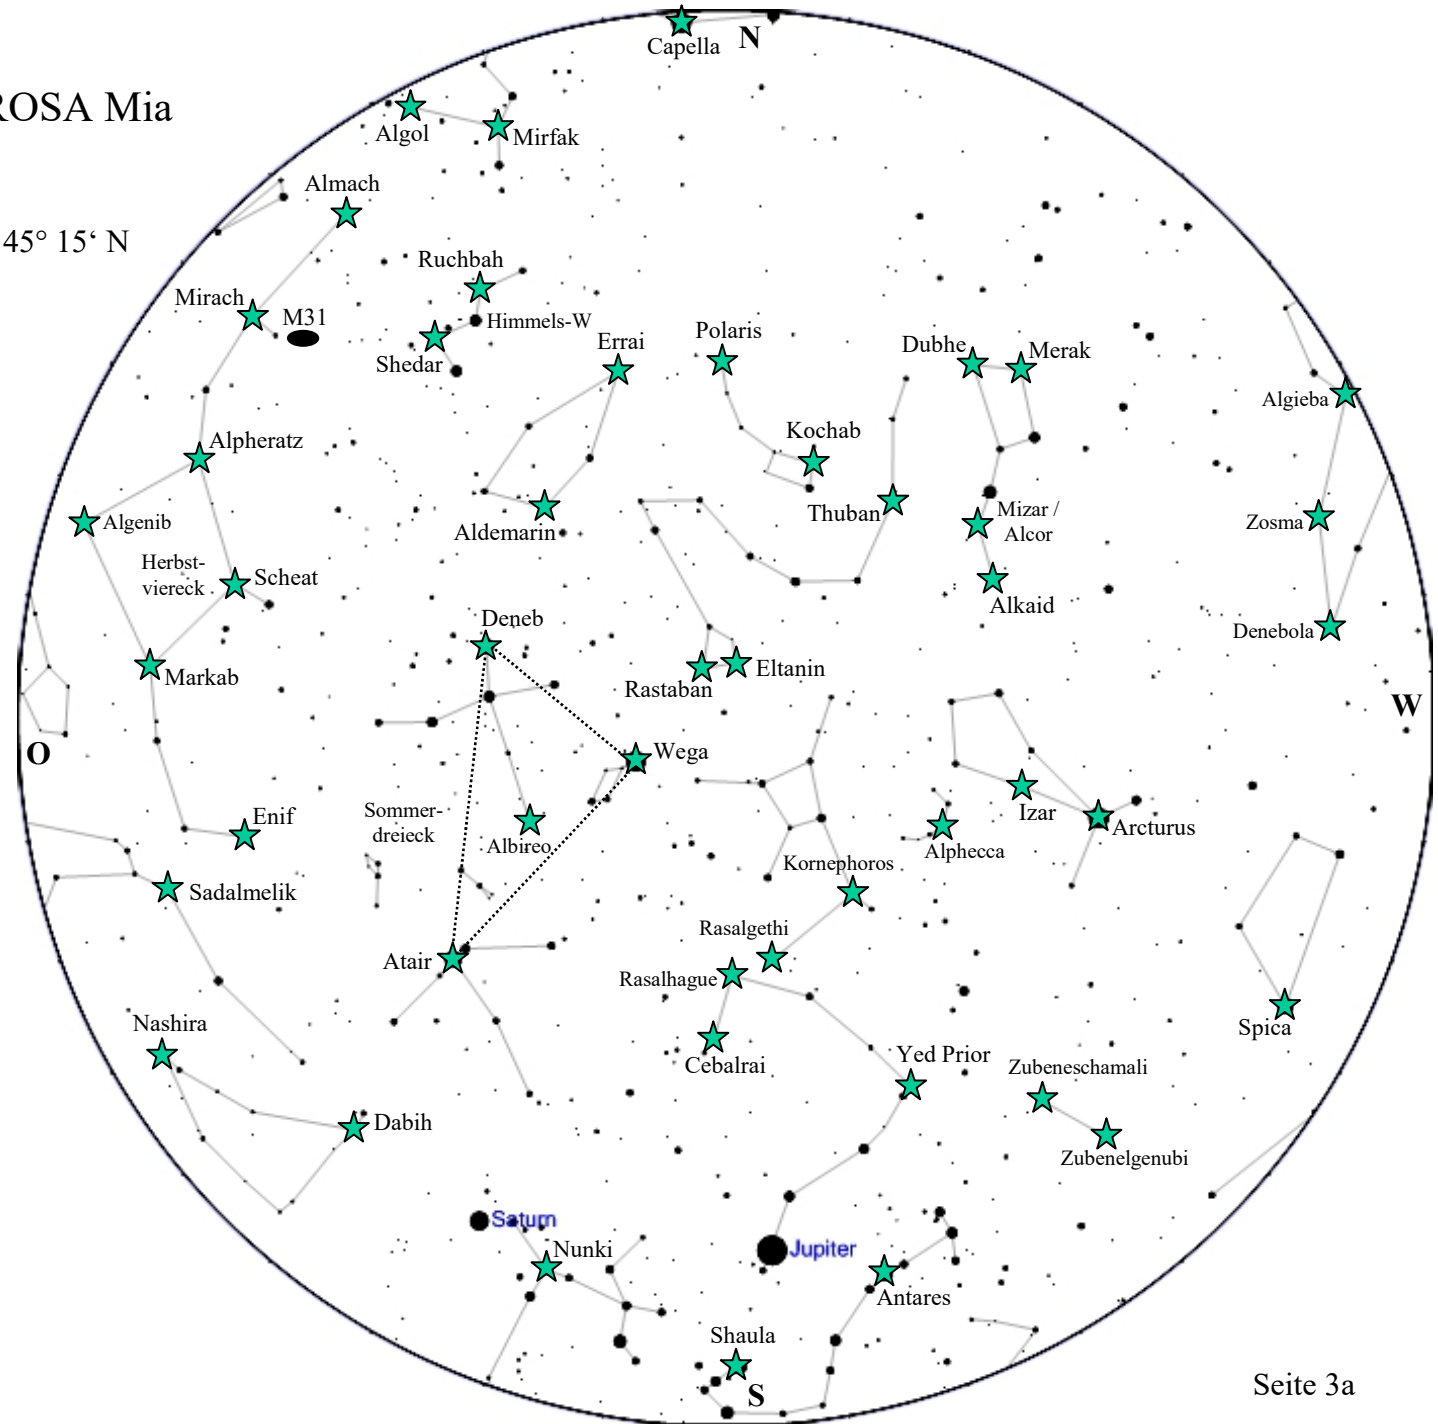 N
Capella
ROSA Mia
Algol
Mirfak
Almach
45° 15‘ N
Ruchbah
Mirach
M31
Himmels-W
Shedar
Errai
Polaris
Dubhe
Merak
Algieba
Alpheratz
Kochab
Algenib
Aldemarin
Thuban
Mizar /
Alcor
Zosma
Herbst-
viereck
Scheat
Alkaid
Deneb
Denebola
Markab
Rastaban
Eltanin
W
O
Wega
Enif
Sommer-
dreieck
Albireo
Izar
Arcturus
Alphecca
Kornephoros
Sadalmelik
Rasalgethi
Atair
Rasalhague
Nashira
Spica
Cebalrai
Yed Prior
Zubeneschamali
Dabih
Zubenelgenubi
Saturn
Nunki
Jupiter
Antares
Shaula
S
Seite 3a